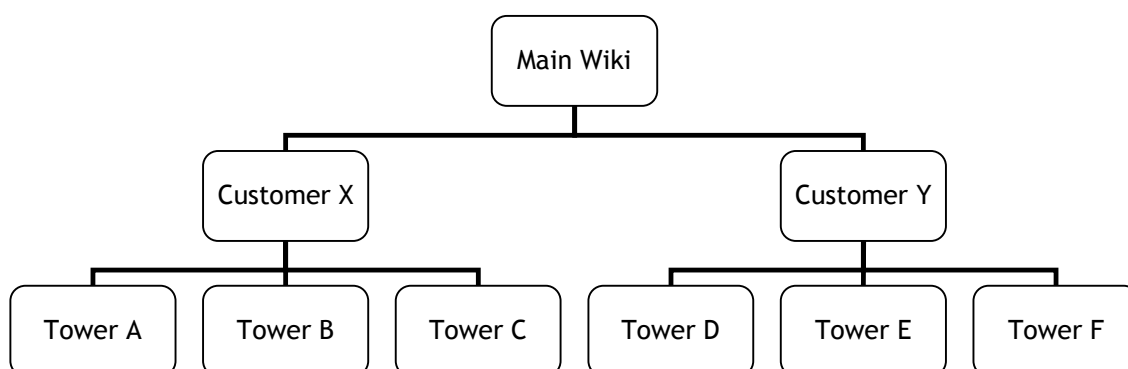 Main Wiki
Customer X
Customer Y
Tower A
Tower B
Tower C
Tower D
Tower E
Tower F